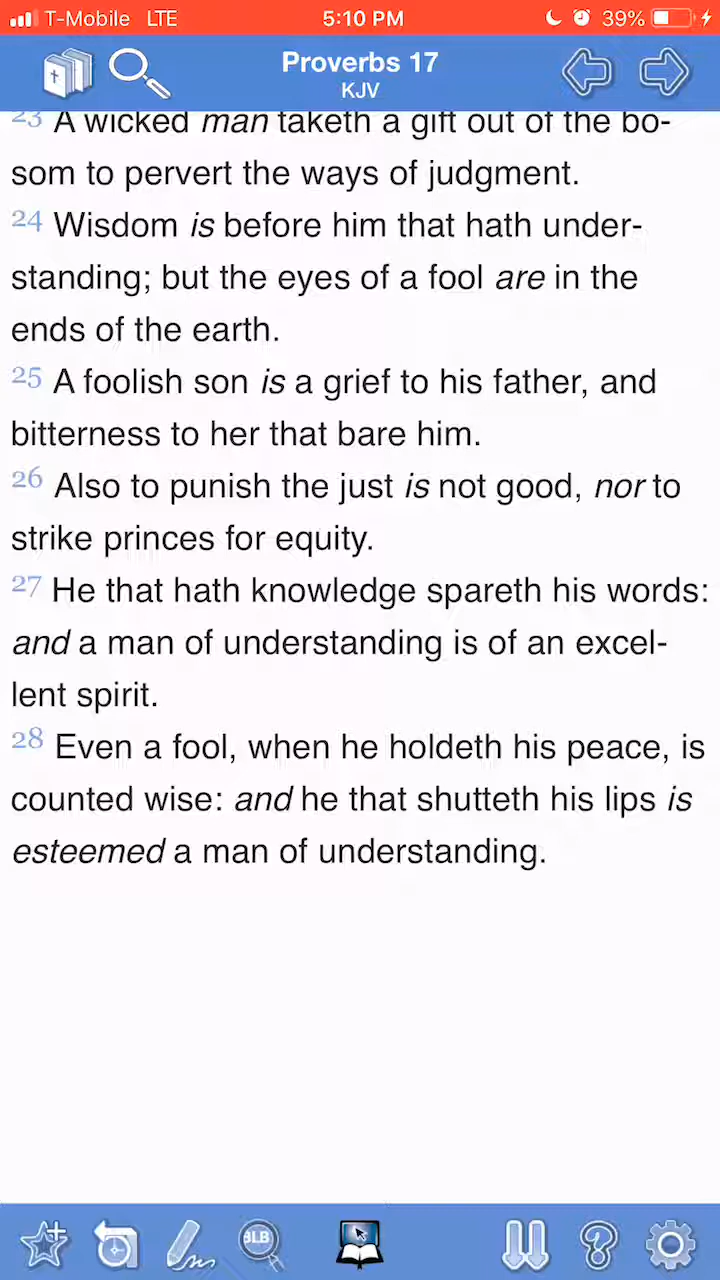 T-Mobile LTE 5:10 PM 39%
Proverbs 17
KJV
23 A wicked man taketh a gift out of the bo-
som to pervert the ways of judgment.
24 Wisdom is before him that hath under-
standing; but the eyes of a fool are in the
ends of the earth.
25 A foolish son is a grief to his father, and
bitterness to her that bare him.
26 Also to punish the just is not good, nor to
strike princes for equity.
27 He that hath knowledge spareth his words:
and a man of understanding is of an excel-
lent spirit.
28 Even a fool, when he holdeth his peace, is
counted wise: and he that shutteth his lips is
esteemed a man of understanding.
BLB